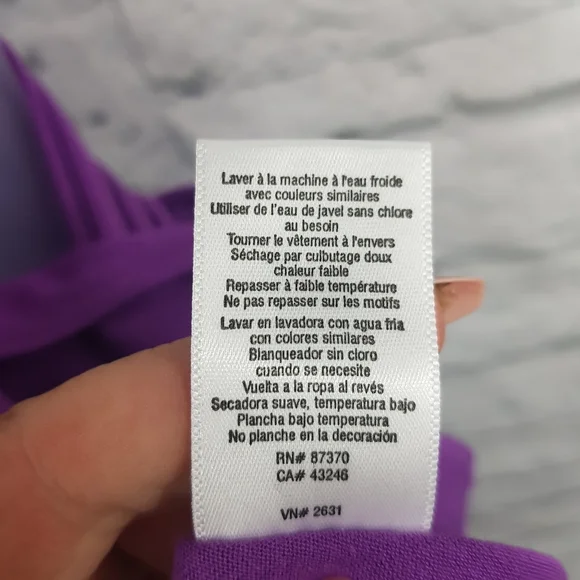 Laver à la machine à l'eau froide
avec couleurs similaires
Utiliser de l'eau de javel sans chlore
au besoin
Tourner le vêtement à l'envers
Séchage par culbutage doux
chaleur faible
Repasser à faible température
Ne pas repasser sur les motifs
Lavar en lavadora con agua fria
con colores similares
Blanqueador sin cloro
cuando se necesite
Vuelta a la ropa al revés
Secadora suave, temperatura bajo
Plancha bajo temperatura
No planche en la decoración
RN# 87370
CA# 43246
VN# 2631